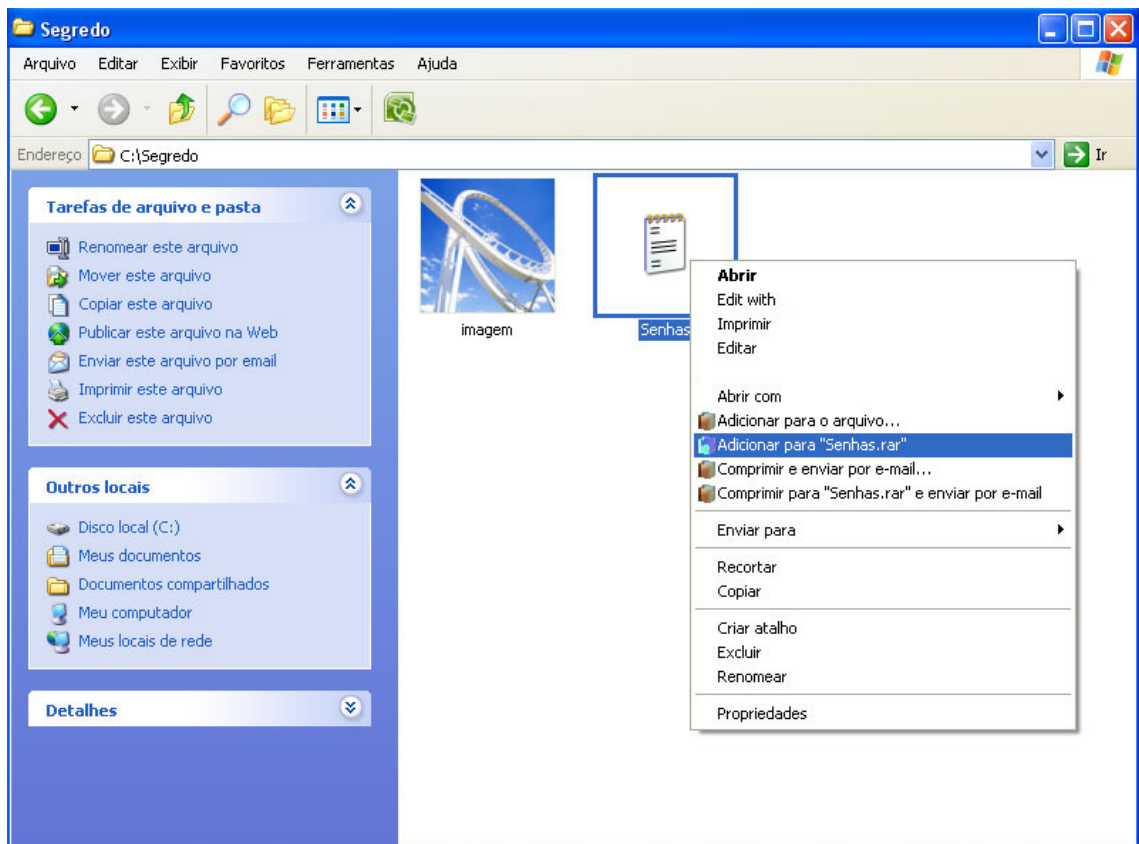 Segredo
Arquivo Editar Exibir Favoritos Ferramentas Ajuda
Endereço C:\Segredo Ir
Tarefas de arquivo e pasta
Renomear este arquivo
Mover este arquivo
Copiar este arquivo
Publicar este arquivo na Web
Enviar este arquivo por email
Imprimir este arquivo
Excluir este arquivo
Outros locais
Disco local (C:)
Meus documentos
Documentos compartilhados
Meu computador
Meus locais de rede
Detalhes
imagem
Senhas
Abrir
Edit with
Imprimir
Editar
Abrir com
Adicionar para o arquivo...
Adicionar para "Senhas.rar"
Comprimir e enviar por e-mail...
Comprimir para "Senhas.rar" e enviar por e-mail
Enviar para
Recortar
Copiar
Criar atalho
Excluir
Renomear
Propriedades